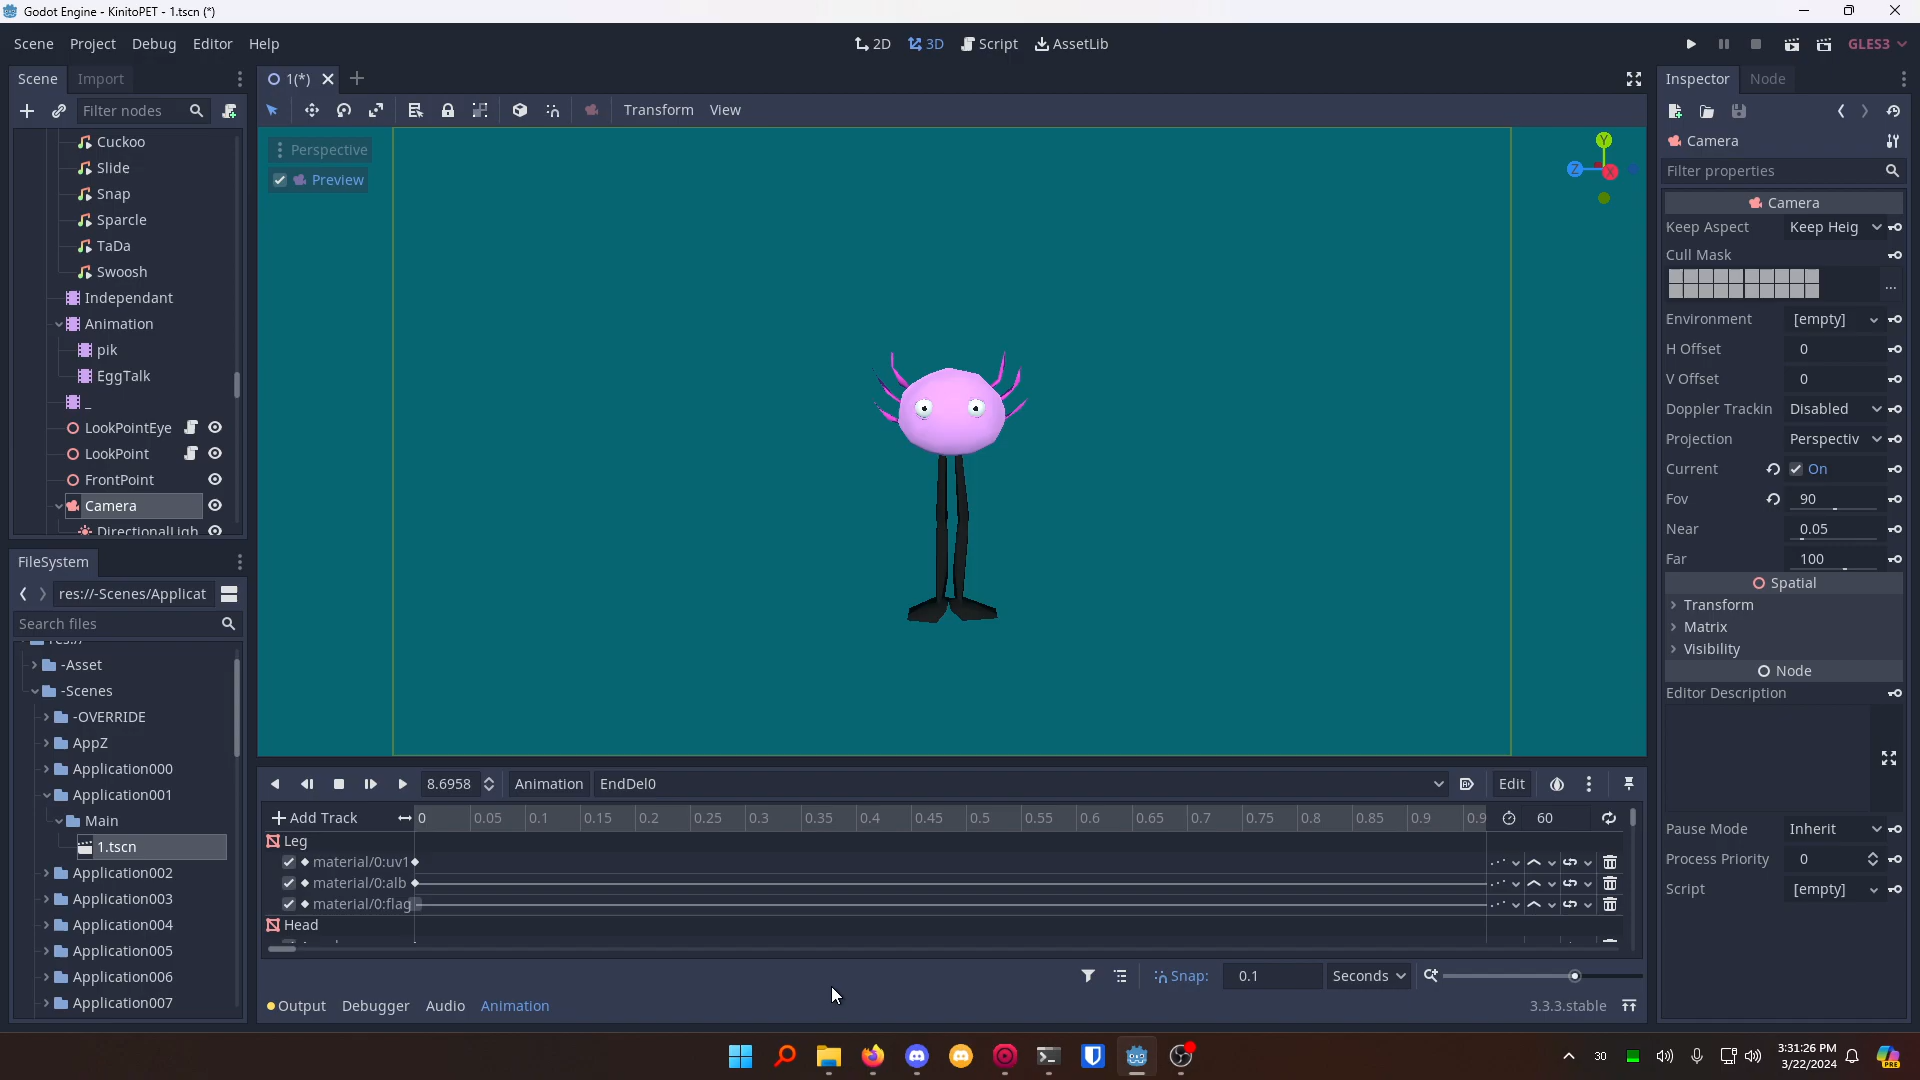 Godot Engine - KinitoPET - 1.tscn (*)
Scene Project Debug Editor Help
2D 3D Script AssetLib
GLES3
Scene Import
1(*)
Inspector Node
Filter nodes
Transform View
Cuckoo
Slide
Snap
Sparcle
TaDa
Swoosh
Independant
Animation
pik
EggTalk
_
LookPointEye
LookPoint
FrontPoint
Camera
DirectionalLigh
Perspective
Preview
Y
Z
X
Camera
Filter properties
Camera
Keep Aspect Keep Heig
Cull Mask
...
Environment [empty]
H Offset 0
V Offset 0
Doppler Trackin Disabled
Projection Perspectiv
Current On
Fov 90
Near 0.05
Far 100
Spatial
Transform
Matrix
Visibility
Node
Editor Description
Pause Mode Inherit
Process Priority 0
Script [empty]
FileSystem
res://-Scenes/Applicat
Search files
res://
-Asset
-Scenes
-OVERRIDE
AppZ
Application000
Application001
Main
1.tscn
Application002
Application003
Application004
Application005
Application006
Application007
8.6958 Animation EndDel0 Edit
Add Track 0 0.05 0.1 0.15 0.2 0.25 0.3 0.35 0.4 0.45 0.5 0.55 0.6 0.65 0.7 0.75 0.8 0.85 0.9 0.9 60
Leg
material/0:uv1
material/0:alb
material/0:flag
Head
Snap: 0.1 Seconds
Output Debugger Audio Animation
3.3.3.stable
30
3:31:26 PM
3/22/2024
PRE